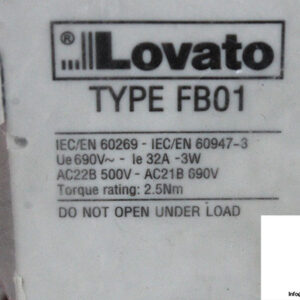 ® Lovato
TYPE FB01
IEC/EN 60269 - IEC/EN 60947-3
Ue 690V~ - Ie 32A -3W
AC22B 500V - AC21B 690V
Torque rating: 2.5Nm
DO NOT OPEN UNDER LOAD